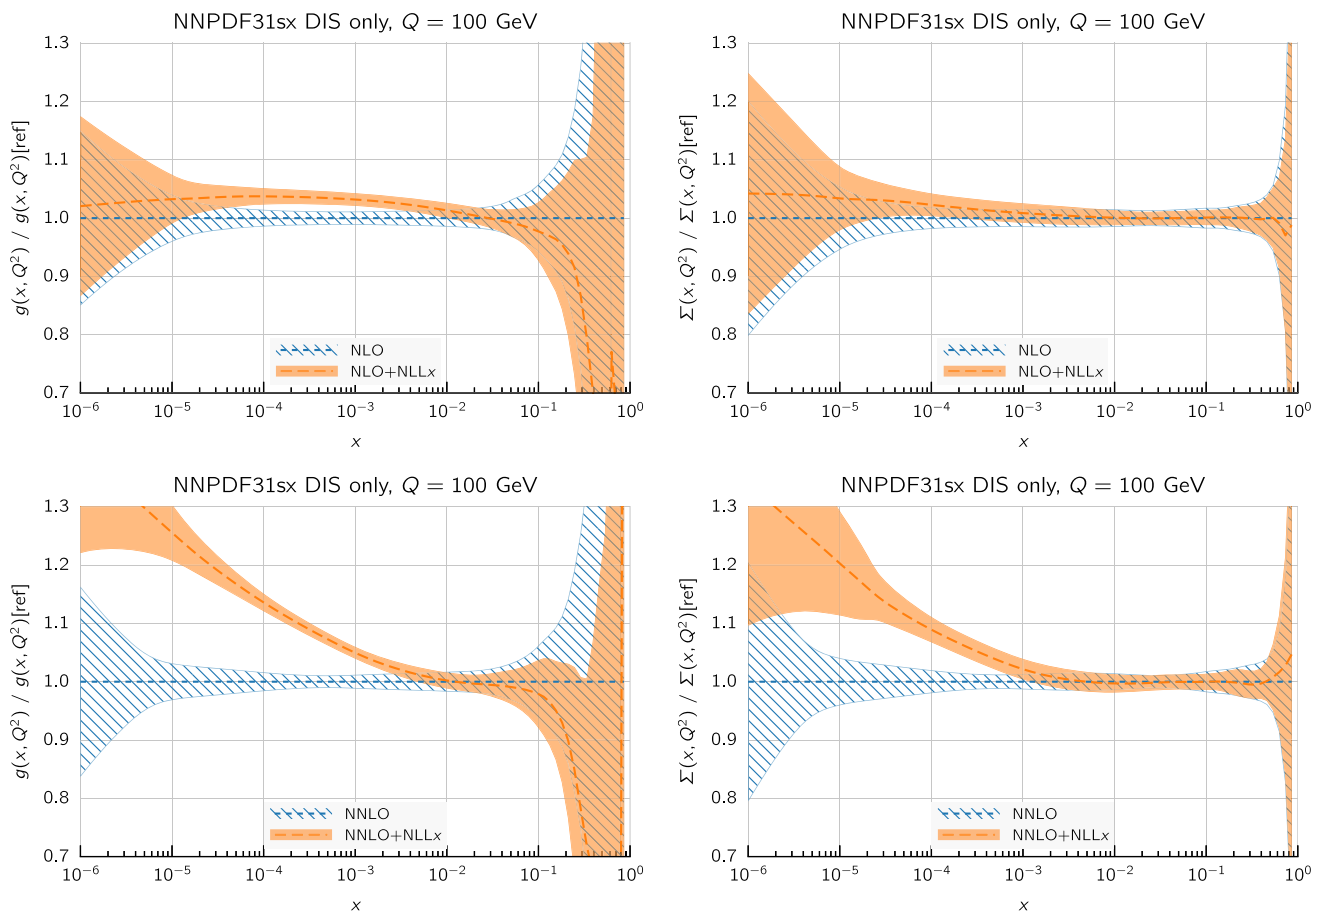 NNPDF31sx DIS only, Q = 100 GeV
g(x, Q²) / g(x, Q²)[ref]
1.3
1.2
1.1
1.0
0.9
0.8
0.7
NLO
NLO+NLLx
10⁻⁶ 10⁻⁵ 10⁻⁴ 10⁻³ 10⁻² 10⁻¹ 10⁰
x
NNPDF31sx DIS only, Q = 100 GeV
Σ(x, Q²) / Σ(x, Q²)[ref]
1.3
1.2
1.1
1.0
0.9
0.8
0.7
NLO
NLO+NLLx
10⁻⁶ 10⁻⁵ 10⁻⁴ 10⁻³ 10⁻² 10⁻¹ 10⁰
x
NNPDF31sx DIS only, Q = 100 GeV
g(x, Q²) / g(x, Q²)[ref]
1.3
1.2
1.1
1.0
0.9
0.8
0.7
NNLO
NNLO+NLLx
10⁻⁶ 10⁻⁵ 10⁻⁴ 10⁻³ 10⁻² 10⁻¹ 10⁰
x
NNPDF31sx DIS only, Q = 100 GeV
Σ(x, Q²) / Σ(x, Q²)[ref]
1.3
1.2
1.1
1.0
0.9
0.8
0.7
NNLO
NNLO+NLLx
10⁻⁶ 10⁻⁵ 10⁻⁴ 10⁻³ 10⁻² 10⁻¹ 10⁰
x